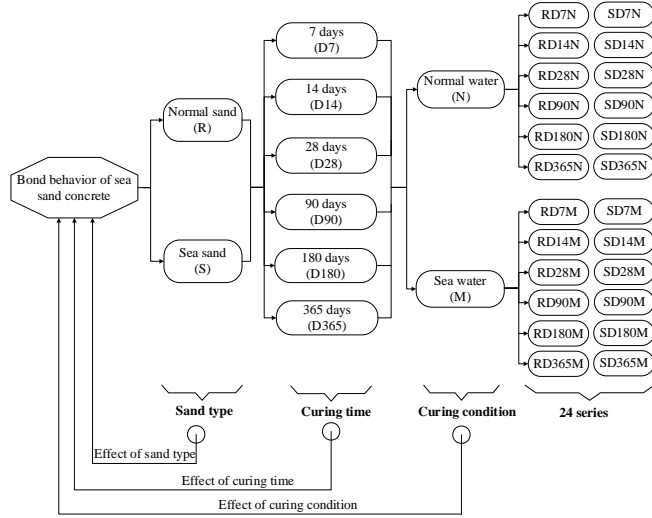 Bond behavior of sea
sand concrete
Normal sand
(R)
Sea sand
(S)
7 days
(D7)
14 days
(D14)
28 days
(D28)
90 days
(D90)
180 days
(D180)
365 days
(D365)
Normal water
(N)
Sea water
(M)
RD7N SD7N
RD14N SD14N
RD28N SD28N
RD90N SD90N
RD180N SD180N
RD365N SD365N
RD7M SD7M
RD14M SD14M
RD28M SD28M
RD90M SD90M
RD180M SD180M
RD365M SD365M
Sand type Curing time Curing condition 24 series
Effect of sand type
Effect of curing time
Effect of curing condition